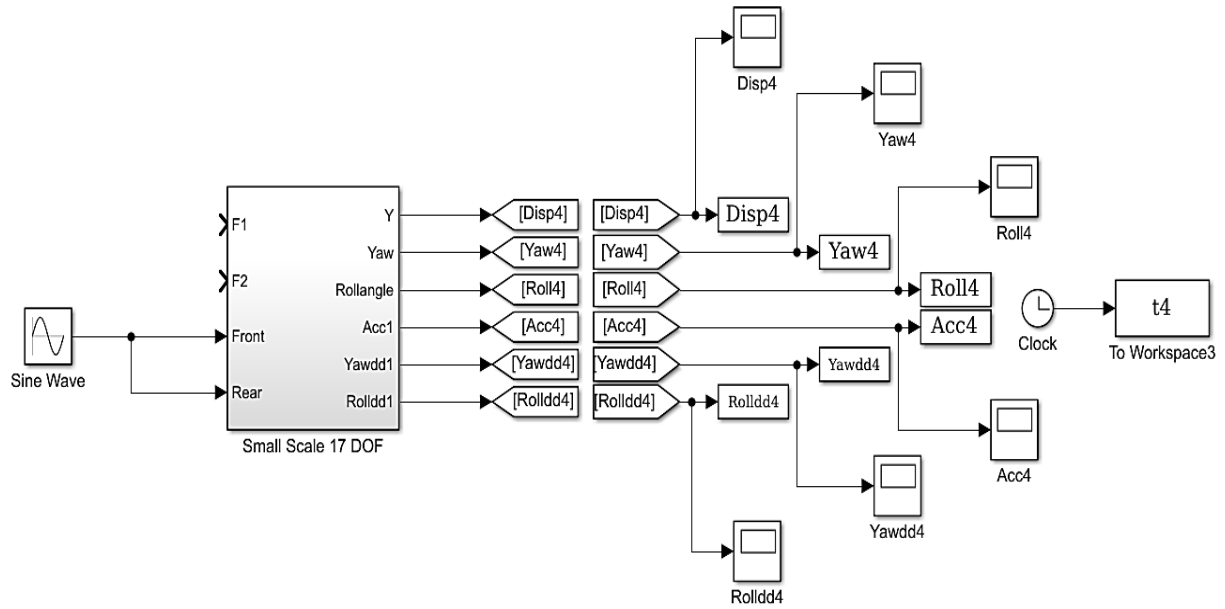 Disp4
Yaw4
Roll4
F1
F2
Front
Rear
Y
Yaw
Rollangle
Acc1
Yawdd1
Rolldd1
Small Scale 17 DOF
Sine Wave
[Disp4]
[Yaw4]
[Roll4]
[Acc4]
[Yawdd4]
[Rolldd4]
[Disp4]
[Yaw4]
[Roll4]
[Acc4]
[Yawdd4]
[Rolldd4]
Disp4
Yaw4
Roll4
Acc4
Yawdd4
Rolldd4
Clock
t4
To Workspace3
Acc4
Yawdd4
Rolldd4